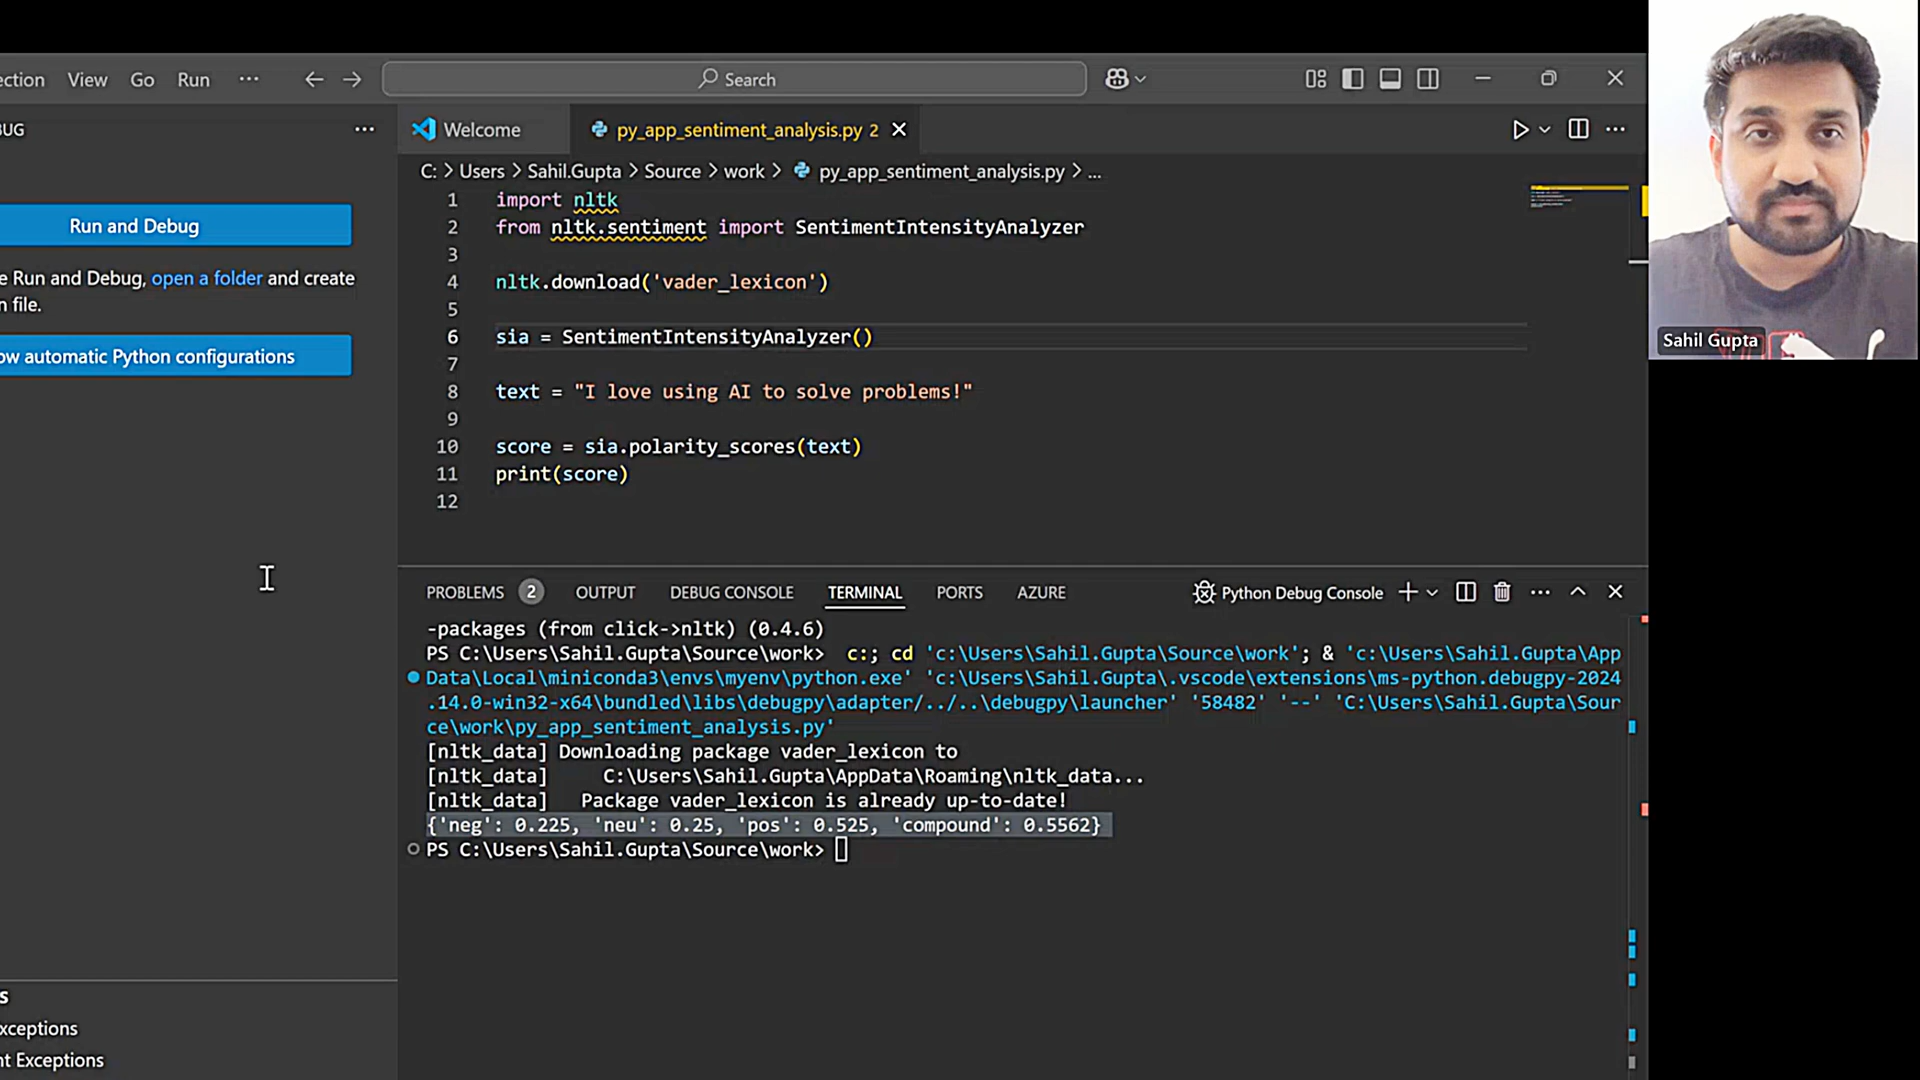 ection View Go Run ... Search
UG ...
Welcome py_app_sentiment_analysis.py 2
C: > Users > Sahil.Gupta > Source > work > py_app_sentiment_analysis.py > ...
Run and Debug
e Run and Debug, open a folder and create
n file.
ow automatic Python configurations
1 import nltk
2 from nltk.sentiment import SentimentIntensityAnalyzer
3
4 nltk.download('vader_lexicon')
5
6 sia = SentimentIntensityAnalyzer()
7
8 text = "I love using AI to solve problems!"
9
10 score = sia.polarity_scores(text)
11 print(score)
12
Sahil Gupta
PROBLEMS 2 OUTPUT DEBUG CONSOLE TERMINAL PORTS AZURE Python Debug Console
-packages (from click->nltk) (0.4.6)
PS C:\Users\Sahil.Gupta\Source\work> c:; cd 'c:\Users\Sahil.Gupta\Source\work'; & 'c:\Users\Sahil.Gupta\App
Data\Local\miniconda3\envs\myenv\python.exe' 'c:\Users\Sahil.Gupta\.vscode\extensions\ms-python.debugpy-2024
.14.0-win32-x64\bundled\libs\debugpy\adapter/../..\debugpy\launcher' '58482' '--' 'C:\Users\Sahil.Gupta\Sour
ce\work\py_app_sentiment_analysis.py'
[nltk_data] Downloading package vader_lexicon to
[nltk_data]     C:\Users\Sahil.Gupta\AppData\Roaming\nltk_data...
[nltk_data]   Package vader_lexicon is already up-to-date!
{'neg': 0.225, 'neu': 0.25, 'pos': 0.525, 'compound': 0.5562}
PS C:\Users\Sahil.Gupta\Source\work>
s
xceptions
nt Exceptions